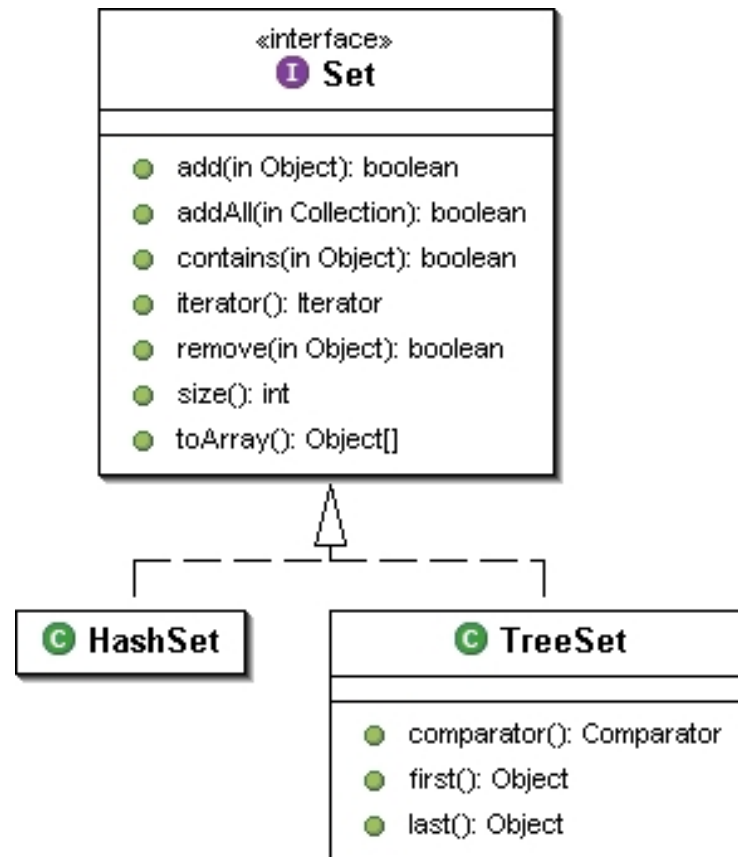 «interface»
I Set
add(in Object): boolean
addAll(in Collection): boolean
contains(in Object): boolean
iterator(): Iterator
remove(in Object): boolean
size(): int
toArray(): Object[]
C HashSet
C TreeSet
comparator(): Comparator
first(): Object
last(): Object